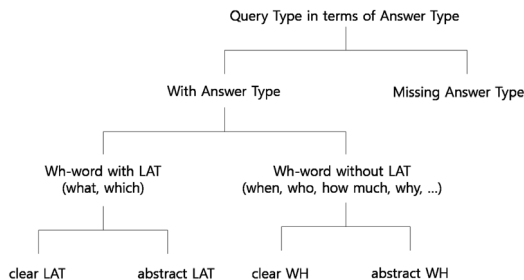 Query Type in terms of Answer Type
With Answer Type
Missing Answer Type
Wh-word with LAT
(what, which)
Wh-word without LAT
(when, who, how much, why, ...)
clear LAT
abstract LAT
clear WH
abstract WH